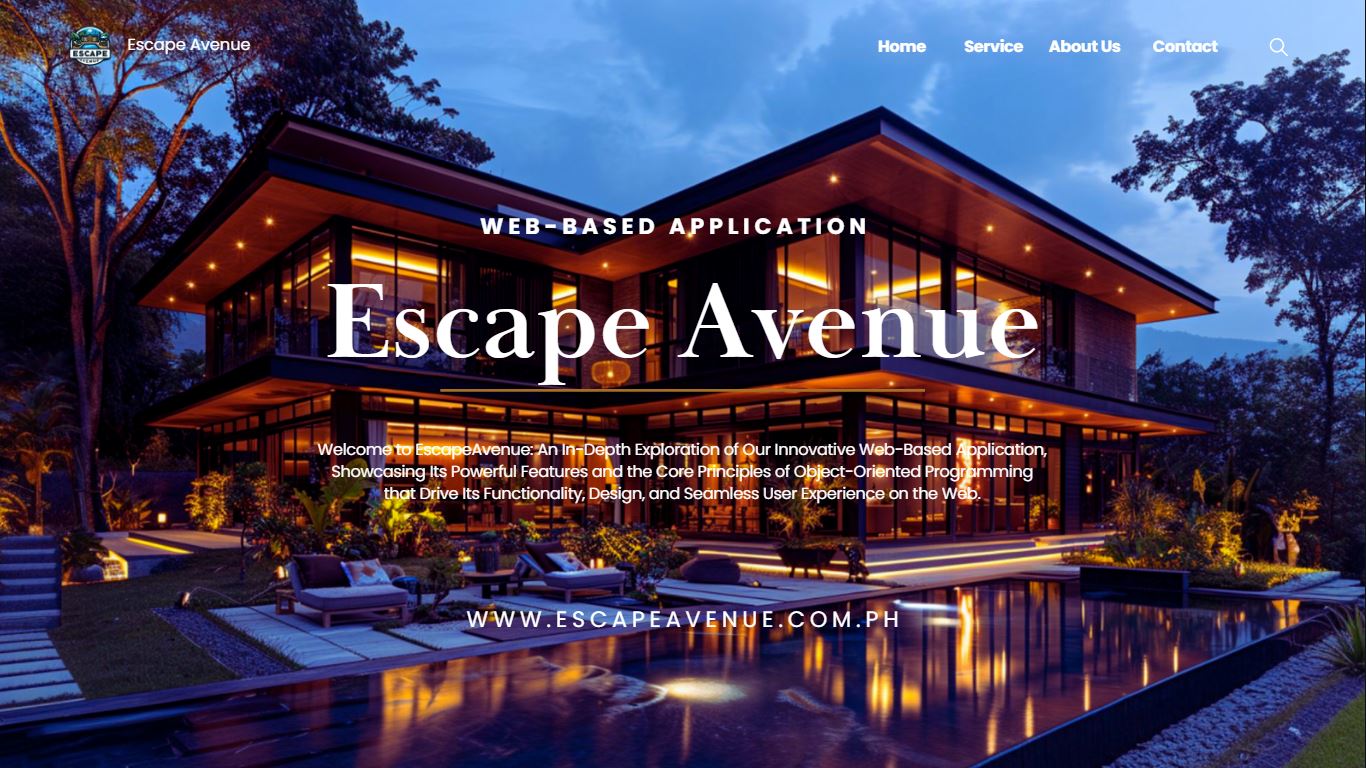 ESCAPE
Escape Avenue
Home Service About Us Contact
WEB-BASED APPLICATION
Escape Avenue
Welcome to EscapeAvenue: An In-Depth Exploration of Our Innovative Web-Based Application,
Showcasing Its Powerful Features and the Core Principles of Object-Oriented Programming
that Drive Its Functionality, Design, and Seamless User Experience on the Web.
WWW.ESCAPEAVENUE.COM.PH